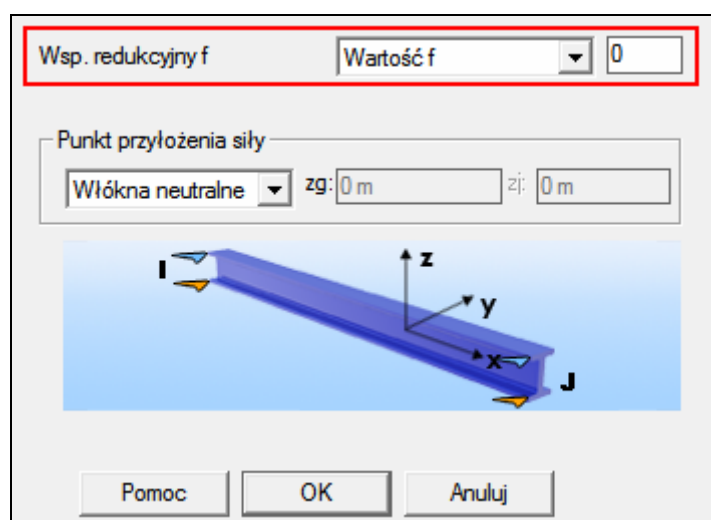 Wsp. redukcyjny f Wartość f 0
Punkt przyłożenia siły
Włókna neutralne zg: 0 m zj: 0 m
I z
y
x
J
Pomoc OK Anuluj